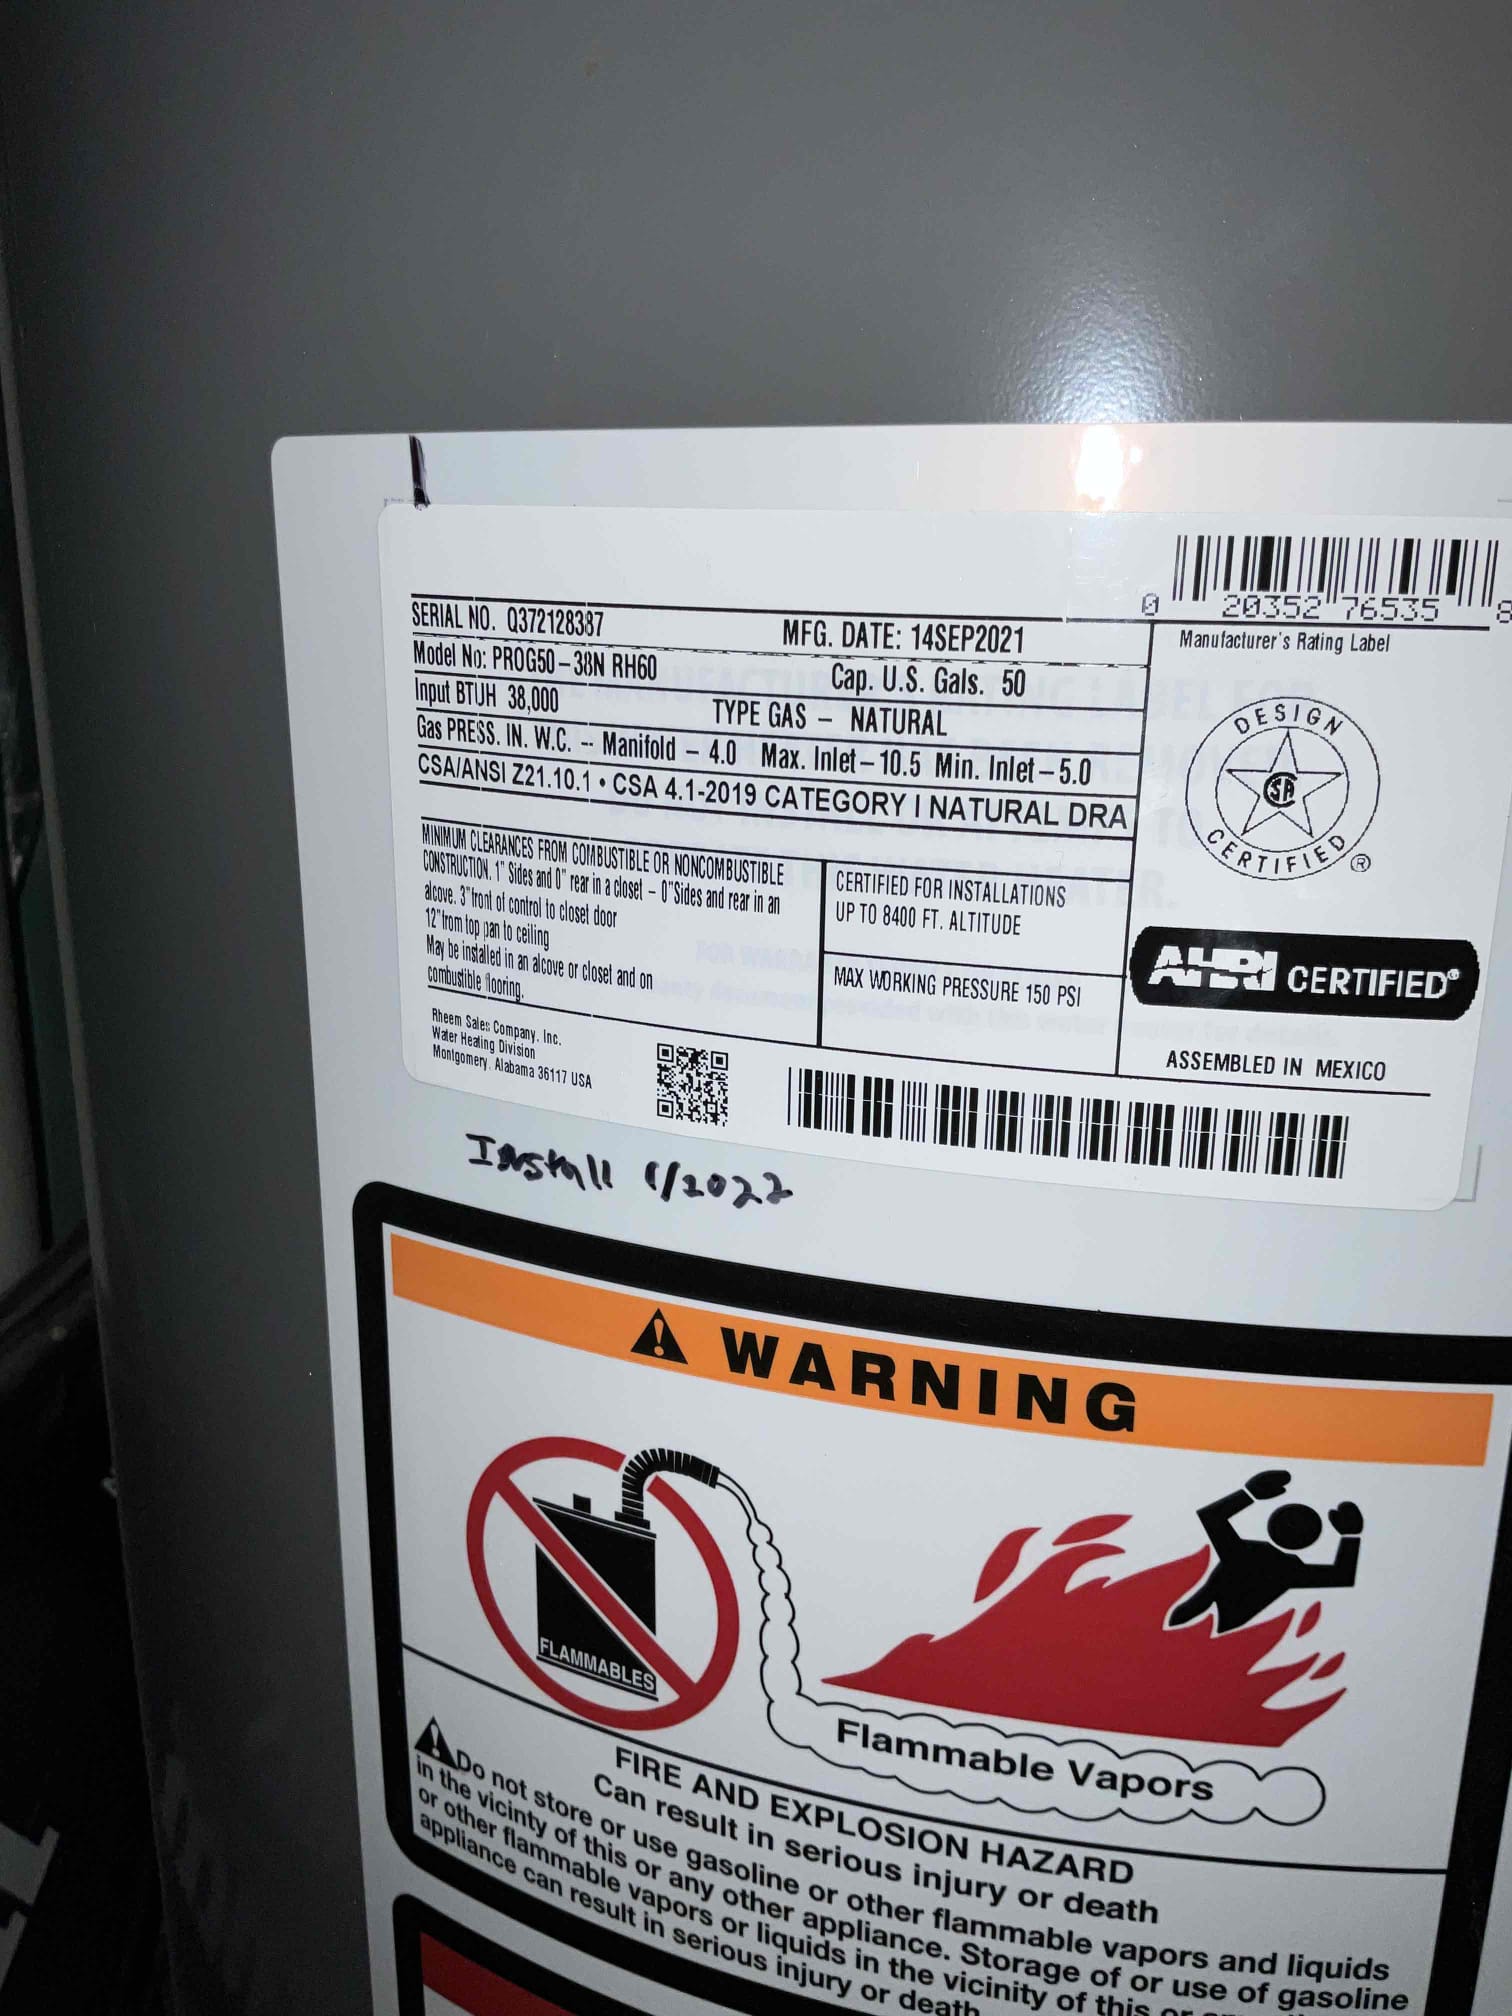 0 20352 76535 8
SERIAL NO. Q372128387 MFG. DATE: 14SEP2021
Manufacturer's Rating Label
Model No: PROG50-38N RH60 Cap. U.S. Gals. 50
Input BTUH 38,000 TYPE GAS - NATURAL
Gas PRESS. IN. W.C. -- Manifold - 4.0 Max. Inlet - 10.5 Min. Inlet - 5.0
CSA/ANSI Z21.10.1 • CSA 4.1-2019 CATEGORY I NATURAL DRA
DESIGN
CERTIFIED ®
MINIMUM CLEARANCES FROM COMBUSTIBLE OR NONCOMBUSTIBLE
CONSTRUCTION. 1" Sides and 0" rear in a closet - 0" Sides and rear in an
alcove. 3" front of control to closet door
12" from top pan to ceiling
May be installed in an alcove or closet and on
combustible flooring.
CERTIFIED FOR INSTALLATIONS
UP TO 8400 FT. ALTITUDE
MAX WORKING PRESSURE 150 PSI
AHRI CERTIFIED®
ASSEMBLED IN MEXICO
Rheem Sales Company, Inc.
Water Heating Division
Montgomery, Alabama 36117 USA
Install 1/2022
WARNING
FLAMMABLES
Flammable Vapors
FIRE AND EXPLOSION HAZARD
Can result in serious injury or death
Do not store or use gasoline or other flammable vapors and liquids
in the vicinty of this or any other appliance. Storage of or use of gasoline
or other flammable vapors or liquids in the vicinity of this or
appliance can result in serious injury or death